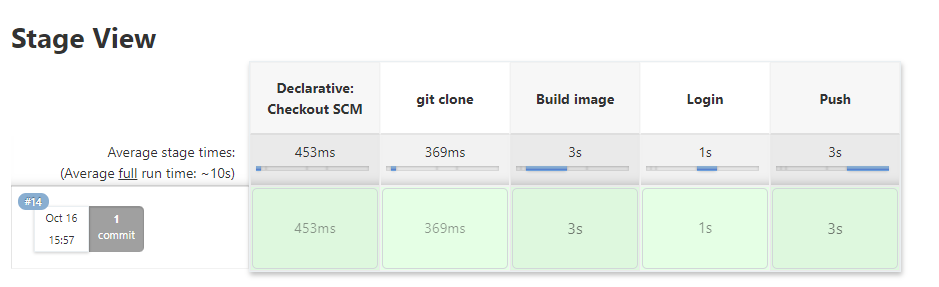 Stage View
Declarative:
Checkout SCM
git clone
Build image
Login
Push
Average stage times:
(Average full run time: ~10s)
453ms
369ms
3s
1s
3s
#14
Oct 16
15:57
1
commit
453ms
369ms
3s
1s
3s